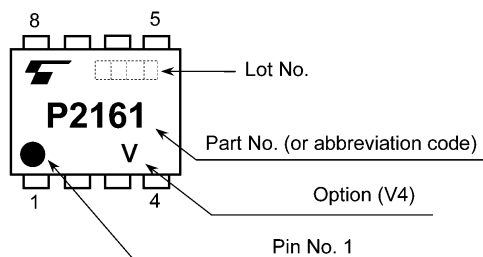 8 5
Lot No.
P2161
Part No. (or abbreviation code)
V
Option (V4)
1 4
Pin No. 1